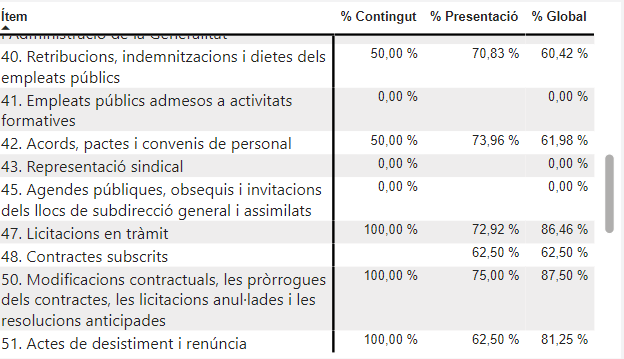 Ítem % Contingut % Presentació % Global
i Administració de la Generalitat
40. Retribucions, indemnitzacions i dietes dels 50,00 % 70,83 % 60,42 %
empleats públics
41. Empleats públics admesos a activitats 0,00 % 0,00 %
formatives
42. Acords, pactes i convenis de personal 50,00 % 73,96 % 61,98 %
43. Representació sindical 0,00 % 0,00 %
45. Agendes públiques, obsequis i invitacions 0,00 % 0,00 %
dels llocs de subdirecció general i assimilats
47. Licitacions en tràmit 100,00 % 72,92 % 86,46 %
48. Contractes subscrits 62,50 % 62,50 %
50. Modificacions contractuals, les pròrrogues 100,00 % 75,00 % 87,50 %
dels contractes, les licitacions anul·lades i les
resolucions anticipades
51. Actes de desistiment i renúncia 100,00 % 62,50 % 81,25 %